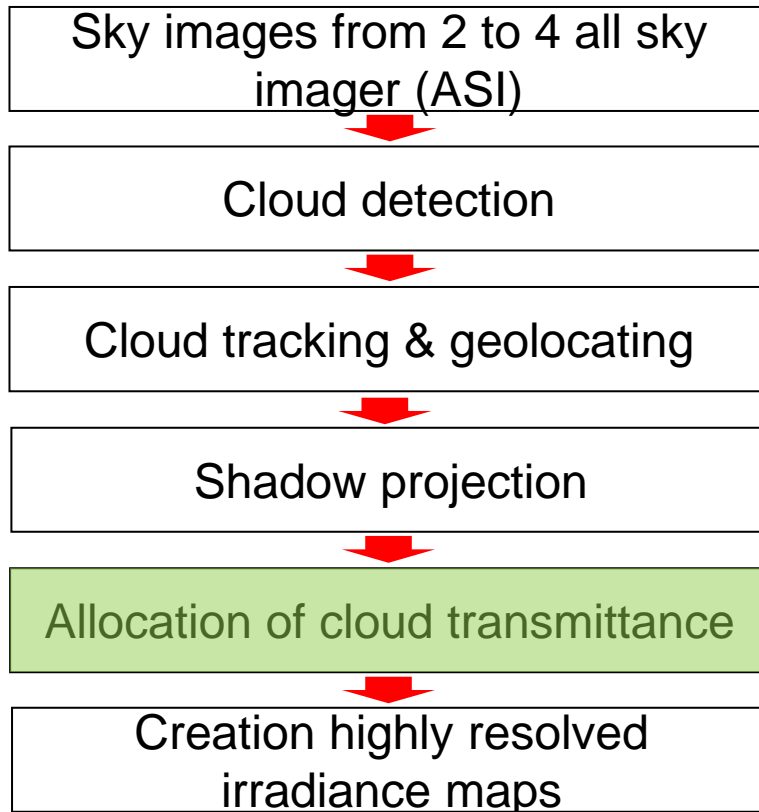 Sky images from 2 to 4 all sky
imager (ASI)
Cloud detection
Cloud tracking & geolocating
Shadow projection
Allocation of cloud transmittance
Creation highly resolved
irradiance maps